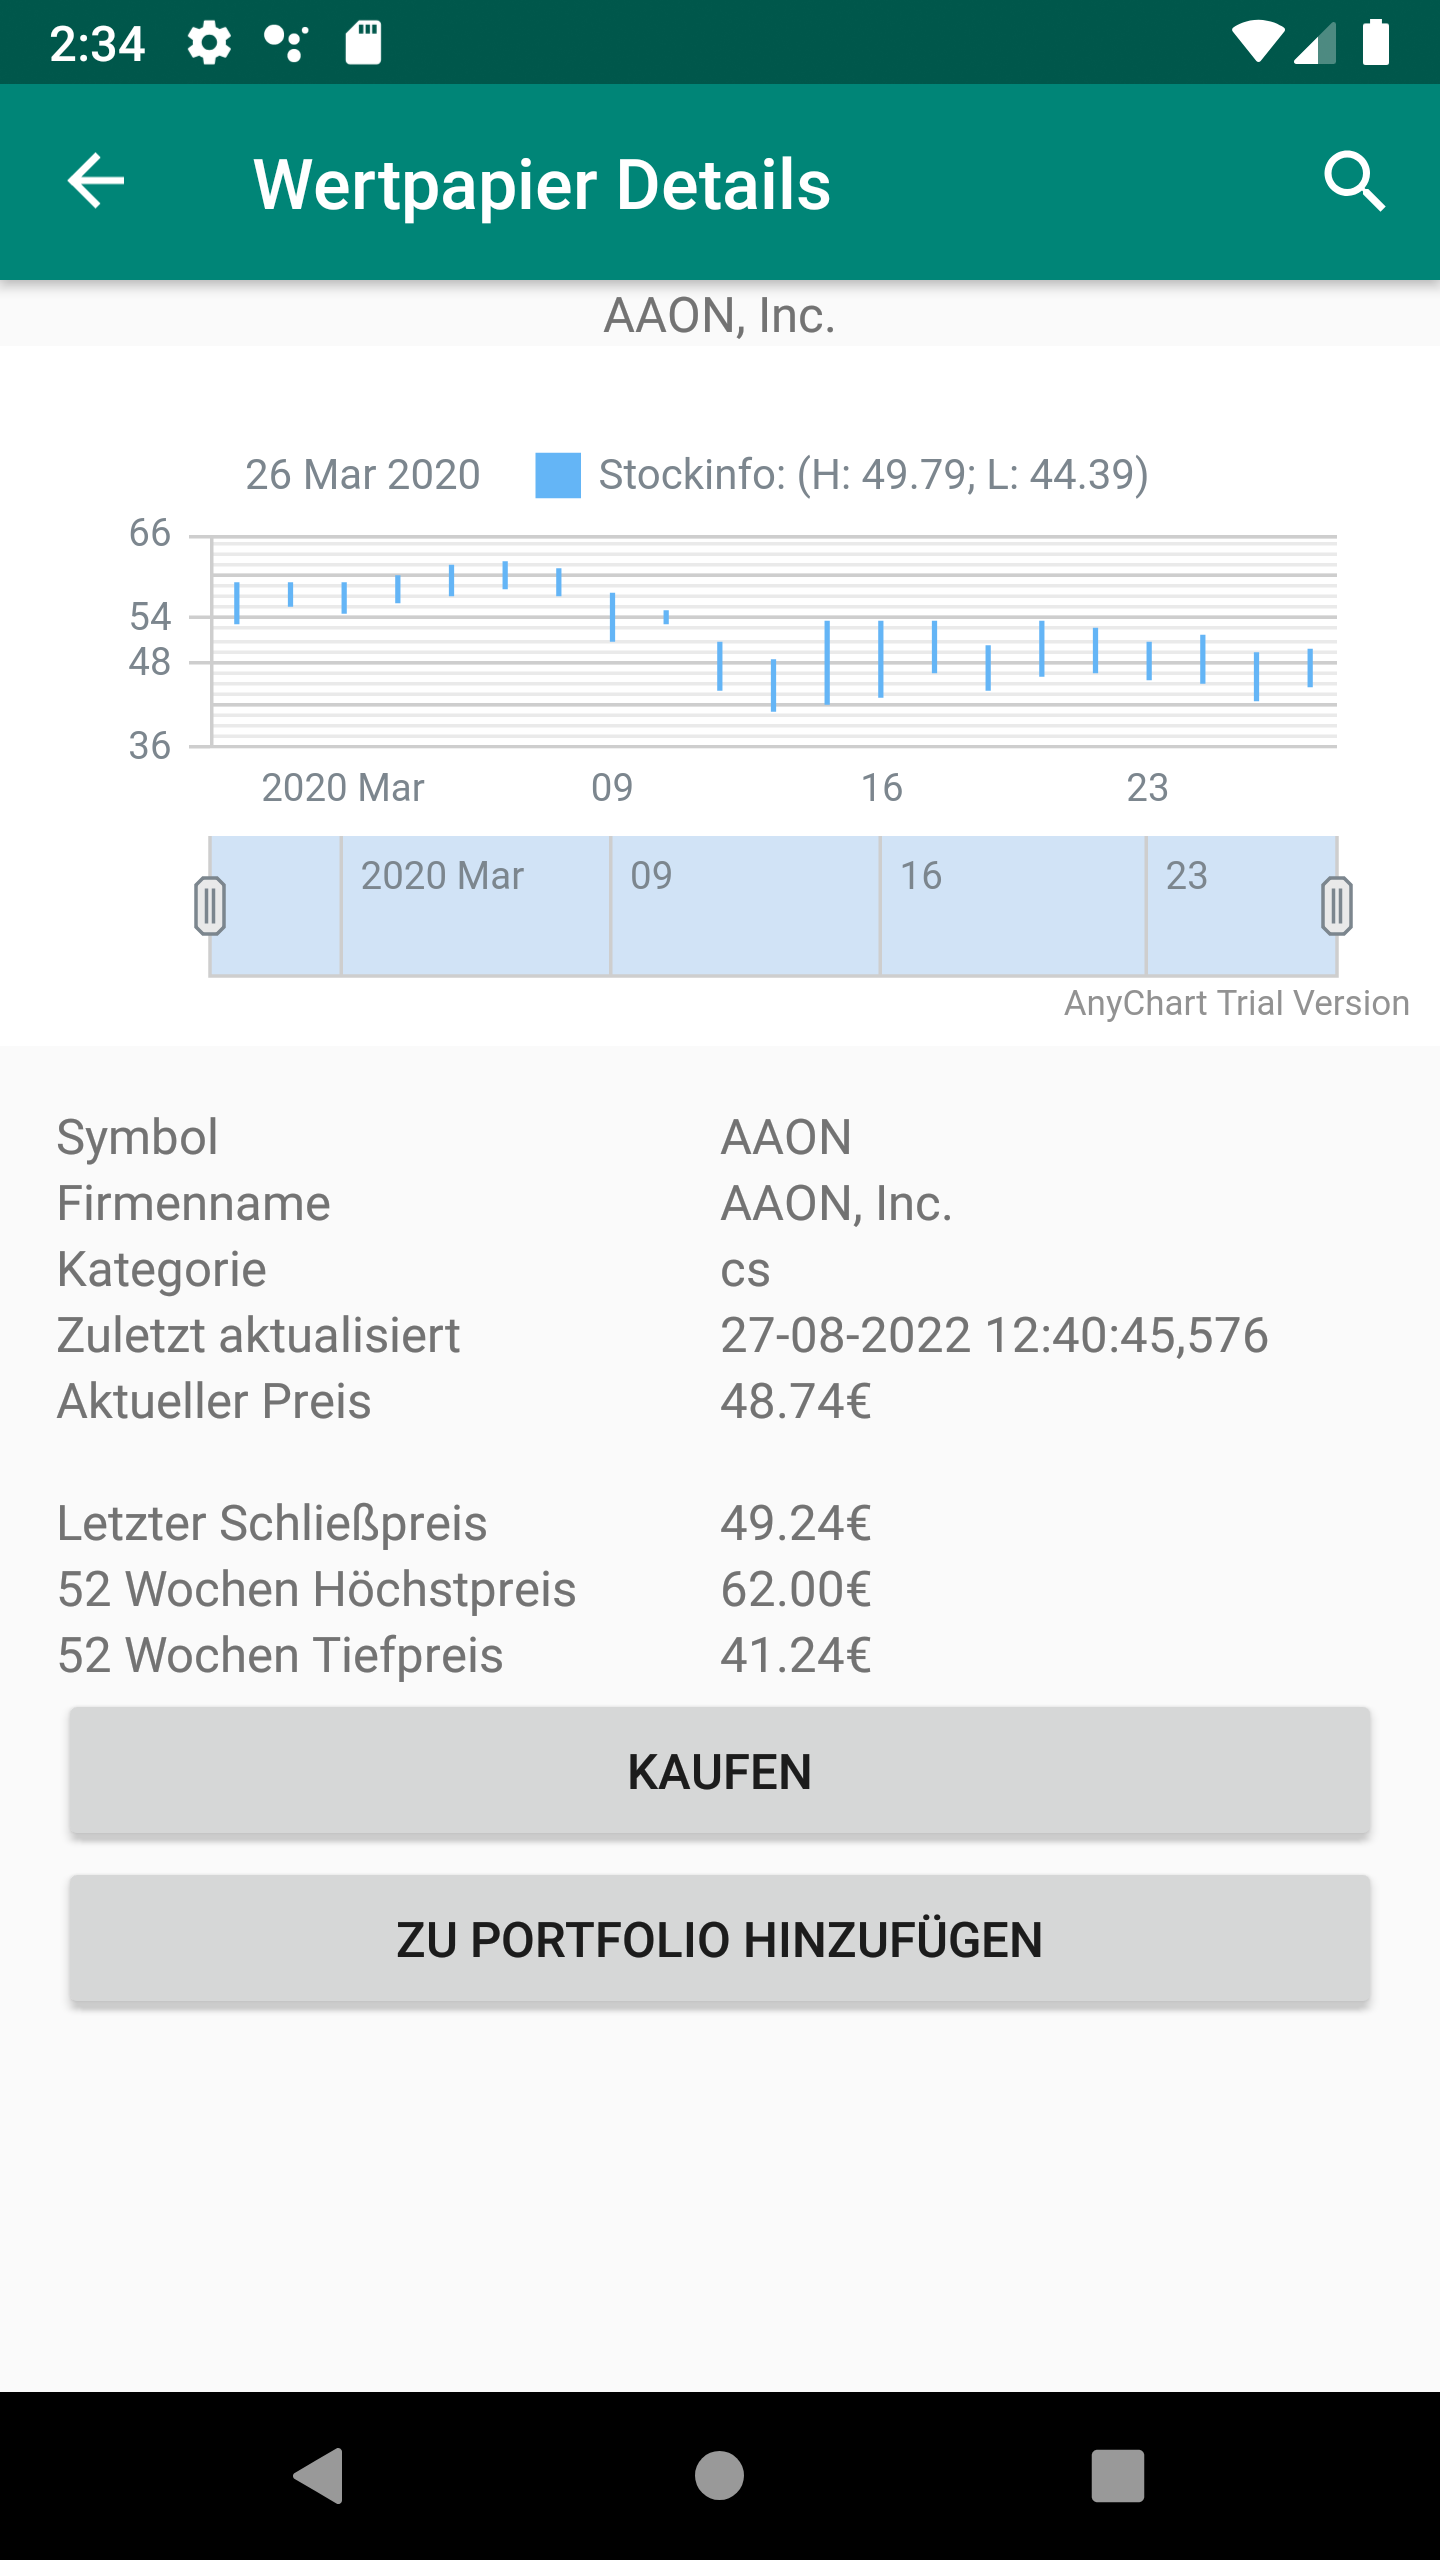 2:34
Wertpapier Details
AAON, Inc.
26 Mar 2020 Stockinfo: (H: 49.79; L: 44.39)
66
54
48
36
2020 Mar 09 16 23
2020 Mar 09 16 23
AnyChart Trial Version
Symbol AAON
Firmenname AAON, Inc.
Kategorie cs
Zuletzt aktualisiert 27-08-2022 12:40:45,576
Aktueller Preis 48.74€
Letzter Schließpreis 49.24€
52 Wochen Höchstpreis 62.00€
52 Wochen Tiefpreis 41.24€
KAUFEN
ZU PORTFOLIO HINZUFÜGEN